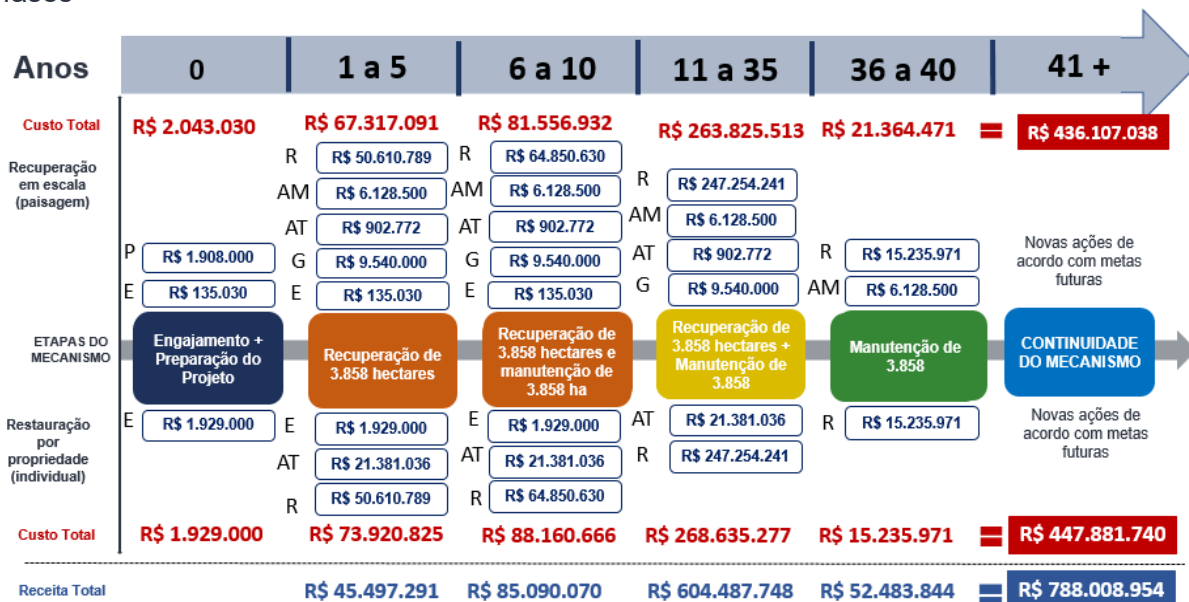 Anos 0 1 a 5 6 a 10 11 a 35 36 a 40 41 +
Custo Total R$ 2.043.030 R$ 67.317.091 R$ 81.556.932 R$ 263.825.513 R$ 21.364.471 = R$ 436.107.038
Recuperação
em escala
(paisagem)
P R$ 1.908.000
E R$ 135.030
R R$ 50.610.789
AM R$ 6.128.500
AT R$ 902.772
G R$ 9.540.000
E R$ 135.030
R R$ 64.850.630
AM R$ 6.128.500
AT R$ 902.772
G R$ 9.540.000
E R$ 135.030
R R$ 247.254.241
AM R$ 6.128.500
AT R$ 902.772
G R$ 9.540.000
R R$ 15.235.971
AM R$ 6.128.500
Novas ações de
acordo com metas
futuras
ETAPAS DO
MECANISMO
Engajamento +
Preparação do
Projeto
Recuperação de
3.858 hectares
Recuperação de
3.858 hectares e
manutenção de
3.858 ha
Recuperação de
3.858 hectares +
Manutenção de
3.858
Manutenção de
3.858
CONTINUIDADE
DO MECANISMO
Restauração
por
propriedade
(individual)
E R$ 1.929.000
E R$ 1.929.000
AT R$ 21.381.036
R R$ 50.610.789
E R$ 1.929.000
AT R$ 21.381.036
R R$ 64.850.630
AT R$ 21.381.036
R R$ 247.254.241
R R$ 15.235.971
Novas ações de
acordo com metas
futuras
Custo Total R$ 1.929.000 R$ 73.920.825 R$ 88.160.666 R$ 268.635.277 R$ 15.235.971 = R$ 447.881.740
Receita Total R$ 45.497.291 R$ 85.090.070 R$ 604.487.748 R$ 52.483.844 = R$ 788.008.954